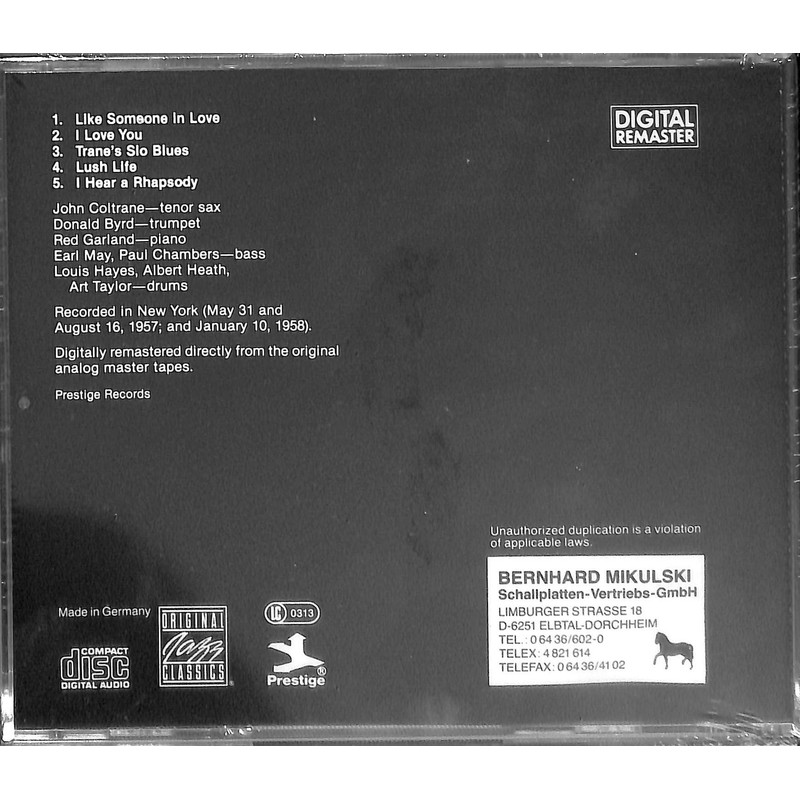 1. Like Someone In Love
2. I Love You
3. Trane's Slo Blues
4. Lush Life
5. I Hear a Rhapsody
John Coltrane—tenor sax
Donald Byrd—trumpet
Red Garland—piano
Earl May, Paul Chambers—bass
Louis Hayes, Albert Heath,
Art Taylor—drums
Recorded in New York (May 31 and
August 16, 1957; and January 10, 1958).
Digitally remastered directly from the original
analog master tapes.
Prestige Records
DIGITAL
REMASTER
Unauthorized duplication is a violation
of applicable laws.
BERNHARD MIKULSKI
Schallplatten-Vertriebs-GmbH
LIMBURGER STRASSE 18
D-6251 ELBTAL-DORCHHEIM
TEL.: 0 64 36/602-0
TELEX: 4 821 614
TELEFAX: 0 64 36/41 02
Made in Germany
COMPACT
disc
DIGITAL AUDIO
ORIGINAL
Jazz
CLASSICS
LC 0313
Prestige®